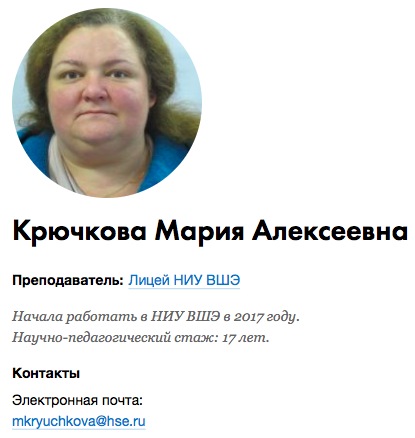 Крючкова Мария Алексеевна
Преподаватель: Лицей НИУ ВШЭ
Начала работать в НИУ ВШЭ в 2017 году.
Научно-педагогический стаж: 17 лет.
Контакты
Электронная почта:
mkryuchkova@hse.ru